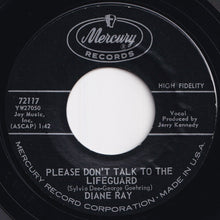 Mercury
RECORDS
HIGH FIDELITY
72117
YW27050
Jay Music,
Inc.
(ASCAP) 1:42
Vocal
Produced by
Jerry Kennedy
PLEASE DON'T TALK TO THE
LIFEGUARD
(Sylvia Dee-George Goehring)
DIANE RAY
MERCURY RECORD CORPORATION · MADE IN U.S.A.